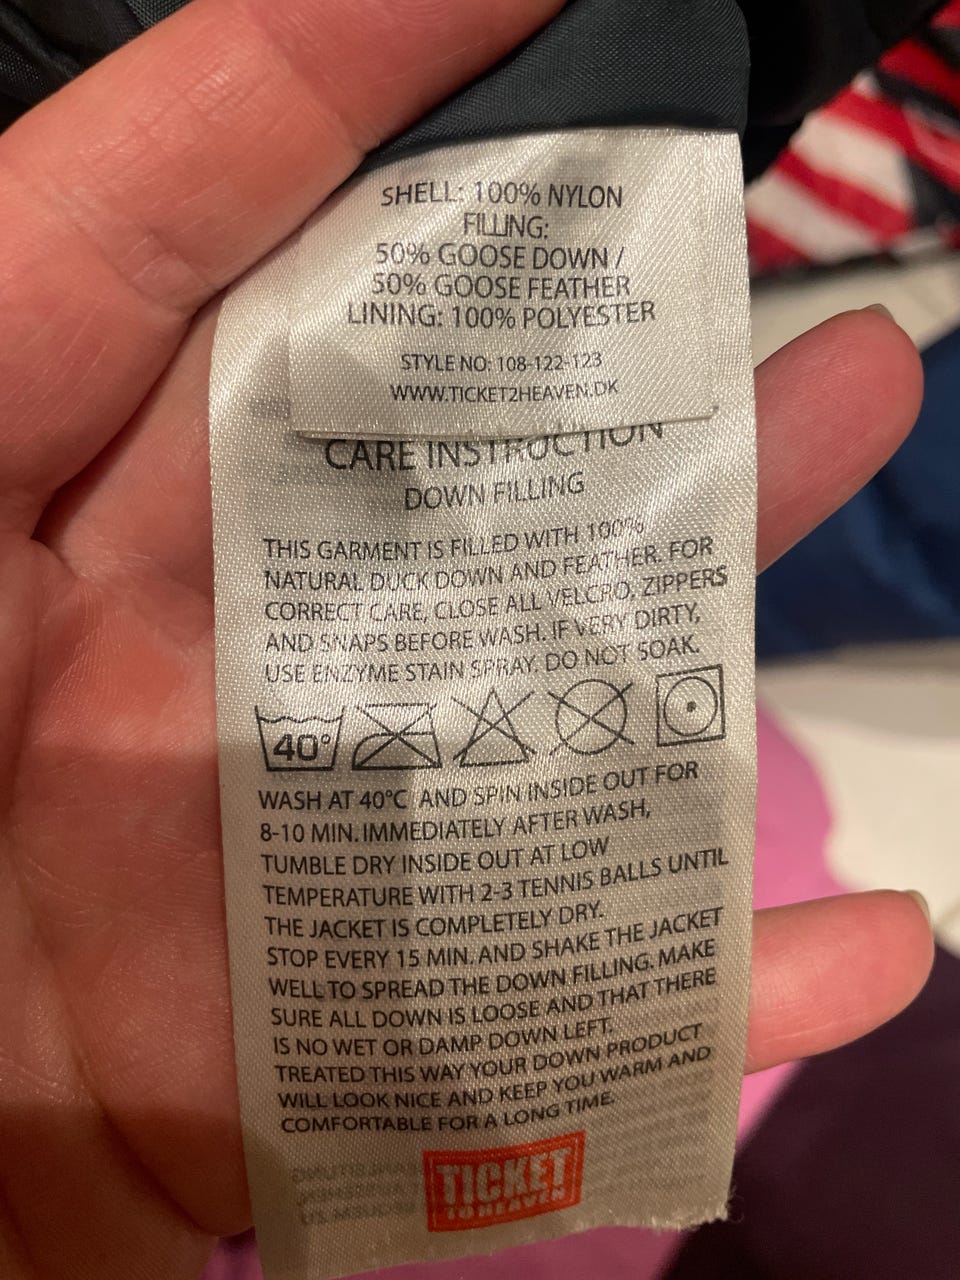 SHELL: 100% NYLON
FILLING:
50% GOOSE DOWN /
50% GOOSE FEATHER
LINING: 100% POLYESTER
STYLE NO: 108-122-123
WWW.TICKET2HEAVEN.DK
CARE INSTRUCTION
DOWN FILLING
THIS GARMENT IS FILLED WITH 100%
NATURAL DUCK DOWN AND FEATHER. FOR
CORRECT CARE, CLOSE ALL VELCRO, ZIPPERS
AND SNAPS BEFORE WASH. IF VERY DIRTY,
USE ENZYME STAIN SPRAY. DO NOT SOAK.
40°
WASH AT 40°C AND SPIN INSIDE OUT FOR
8-10 MIN. IMMEDIATELY AFTER WASH,
TUMBLE DRY INSIDE OUT AT LOW
TEMPERATURE WITH 2-3 TENNIS BALLS UNTIL
THE JACKET IS COMPLETELY DRY.
STOP EVERY 15 MIN. AND SHAKE THE JACKET
WELL TO SPREAD THE DOWN FILLING. MAKE
SURE ALL DOWN IS LOOSE AND THAT THERE
IS NO WET OR DAMP DOWN LEFT.
TREATED THIS WAY YOUR DOWN PRODUCT
WILL LOOK NICE AND KEEP YOU WARM AND
COMFORTABLE FOR A LONG TIME.
TICKET
TO HEAVEN